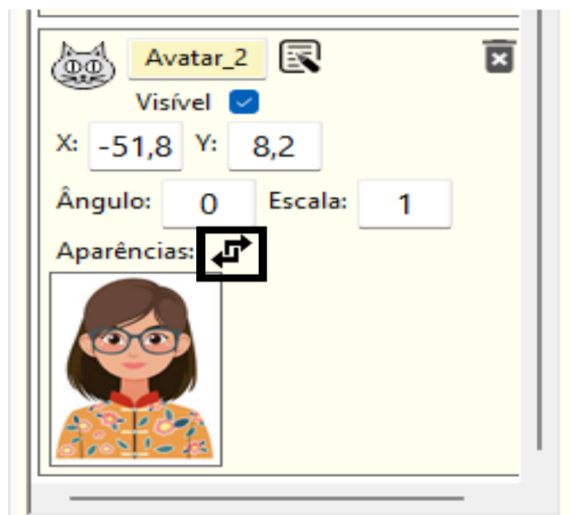 Avatar_2
Visível
X: -51,8 Y: 8,2
Ângulo: 0 Escala: 1
Aparências: